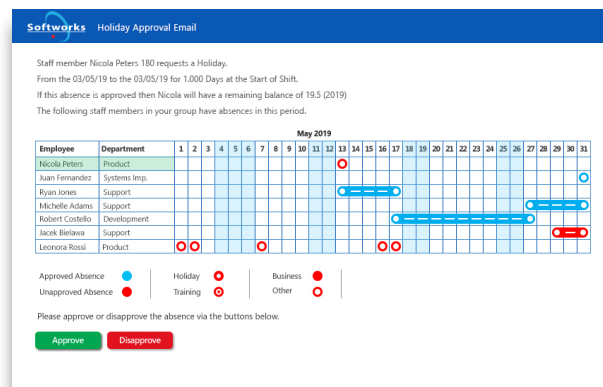 Softworks Holiday Approval Email
Staff member Nicola Peters 180 requests a Holiday.
From the 03/05/19 to the 03/05/19 for 1.000 Days at the Start of Shift.
If this absence is approved then Nicola will have a remaining balance of 19.5 (2019)
The following staff members in your group have absences in this period.
May 2019
Employee Department 1 2 3 4 5 6 7 8 9 10 11 12 13 14 15 16 17 18 19 20 21 22 23 24 25 26 27 28 29 30 31
Nicola Peters Product
Juan Fernandez Systems Imp.
Ryan Jones Support
Michelle Adams Support
Robert Costello Development
Jacek Bielawa Support
Leonora Rossi Product
Approved Absence Holiday Business
Unapproved Absence Training Other
Please approve or disapprove the absence via the buttons below.
Approve Disapprove